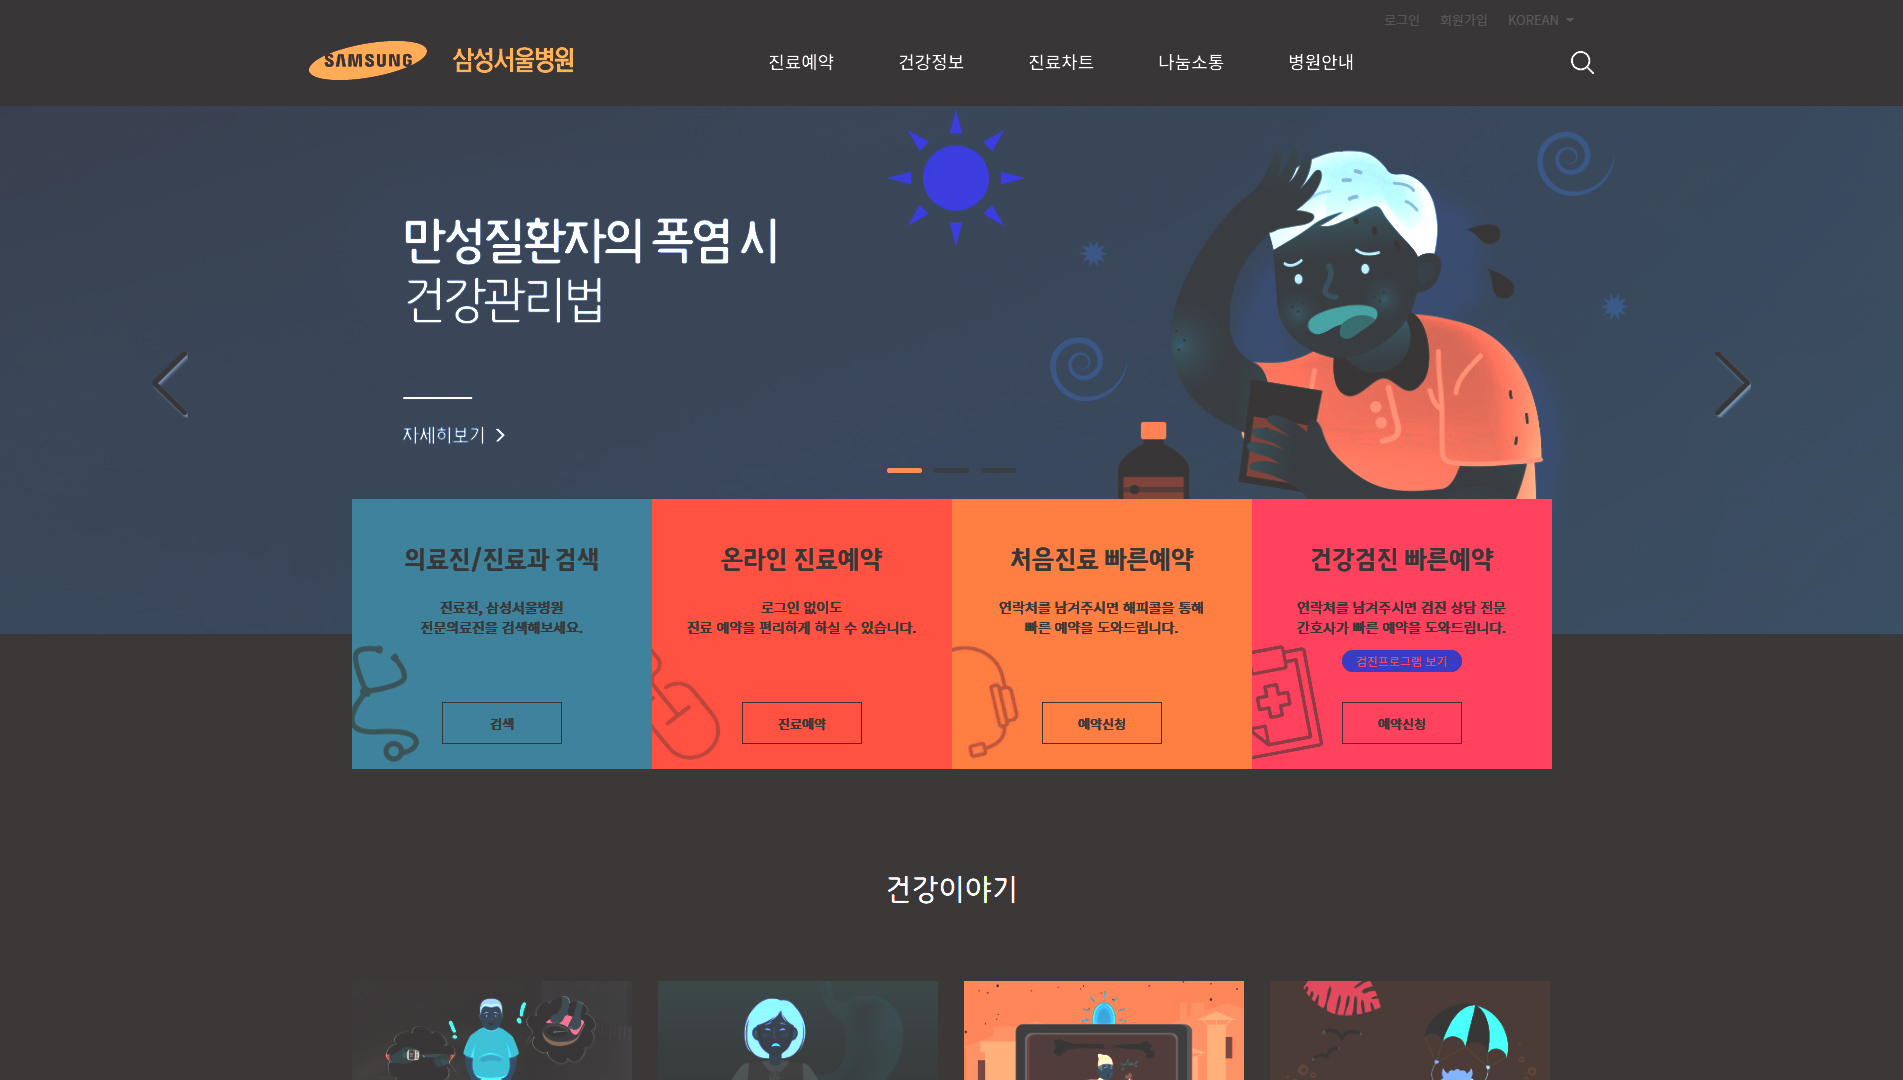 로그인 회원가입 KOREAN
SAMSUNG 삼성서울병원
진료예약 건강정보 진료차트 나눔소통 병원안내
만성질환자의 폭염 시
건강관리법
자세히보기
의료진/진료과 검색
진료전, 삼성서울병원
전문의료진을 검색해보세요.
검색
온라인 진료예약
로그인 없이도
진료 예약을 편리하게 하실 수 있습니다.
진료예약
처음진료 빠른예약
연락처를 남겨주시면 해피콜을 통해
빠른 예약을 도와드립니다.
예약신청
건강검진 빠른예약
연락처를 남겨주시면 검진 상담 전문
간호사가 빠른 예약을 도와드립니다.
검진프로그램 보기
예약신청
건강이야기